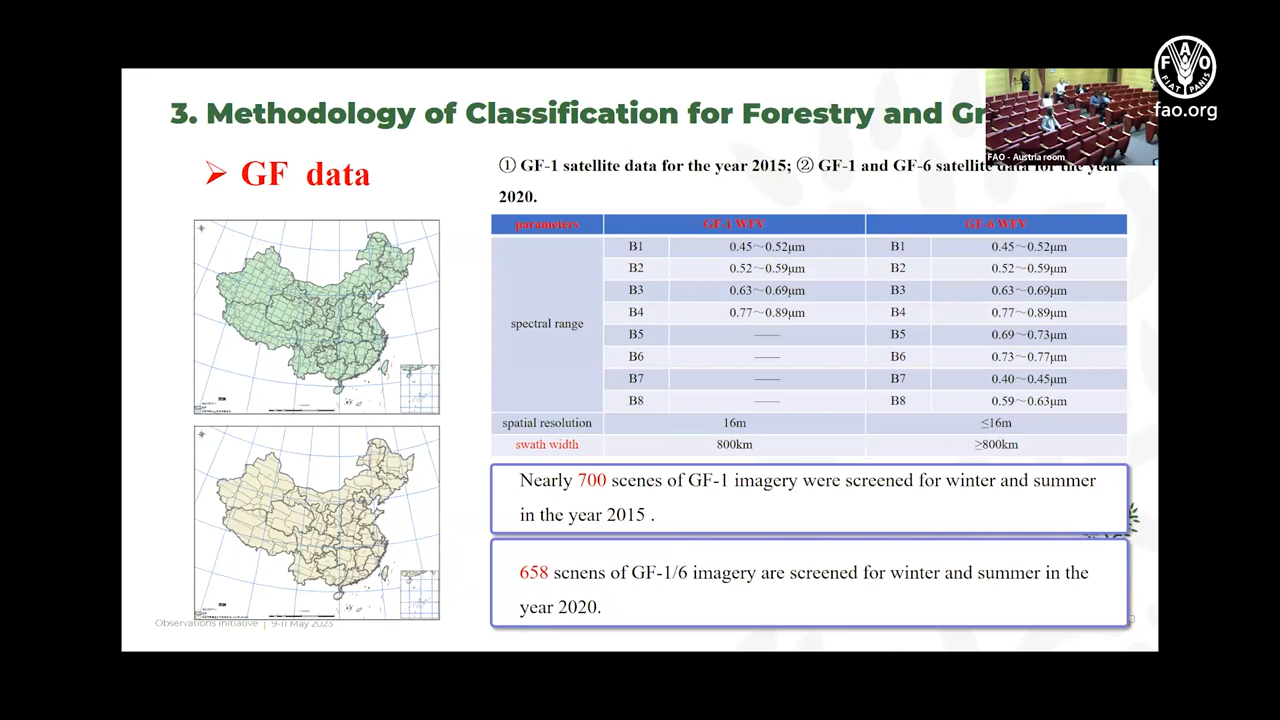 FAO
FIAT PANIS
fao.org
3. Methodology of Classification for Forestry and Gr
FAO - Austria room
➢ GF data
① GF-1 satellite data for the year 2015; ② GF-1 and GF-6 satellite data for the year
2020.
parameters GF-1 WFV GF-6 WFV
spectral range
B1 0.45～0.52μm B1 0.45～0.52μm
B2 0.52～0.59μm B2 0.52～0.59μm
B3 0.63～0.69μm B3 0.63～0.69μm
B4 0.77～0.89μm B4 0.77～0.89μm
B5 —— B5 0.69～0.73μm
B6 —— B6 0.73～0.77μm
B7 —— B7 0.40～0.45μm
B8 —— B8 0.59～0.63μm
spatial resolution 16m ≤16m
swath width 800km ≥800km
Nearly 700 scenes of GF-1 imagery were screened for winter and summer
in the year 2015 .
658 scnens of GF-1/6 imagery are screened for winter and summer in the
year 2020.
Observations Initiative | 9-11 May 2023